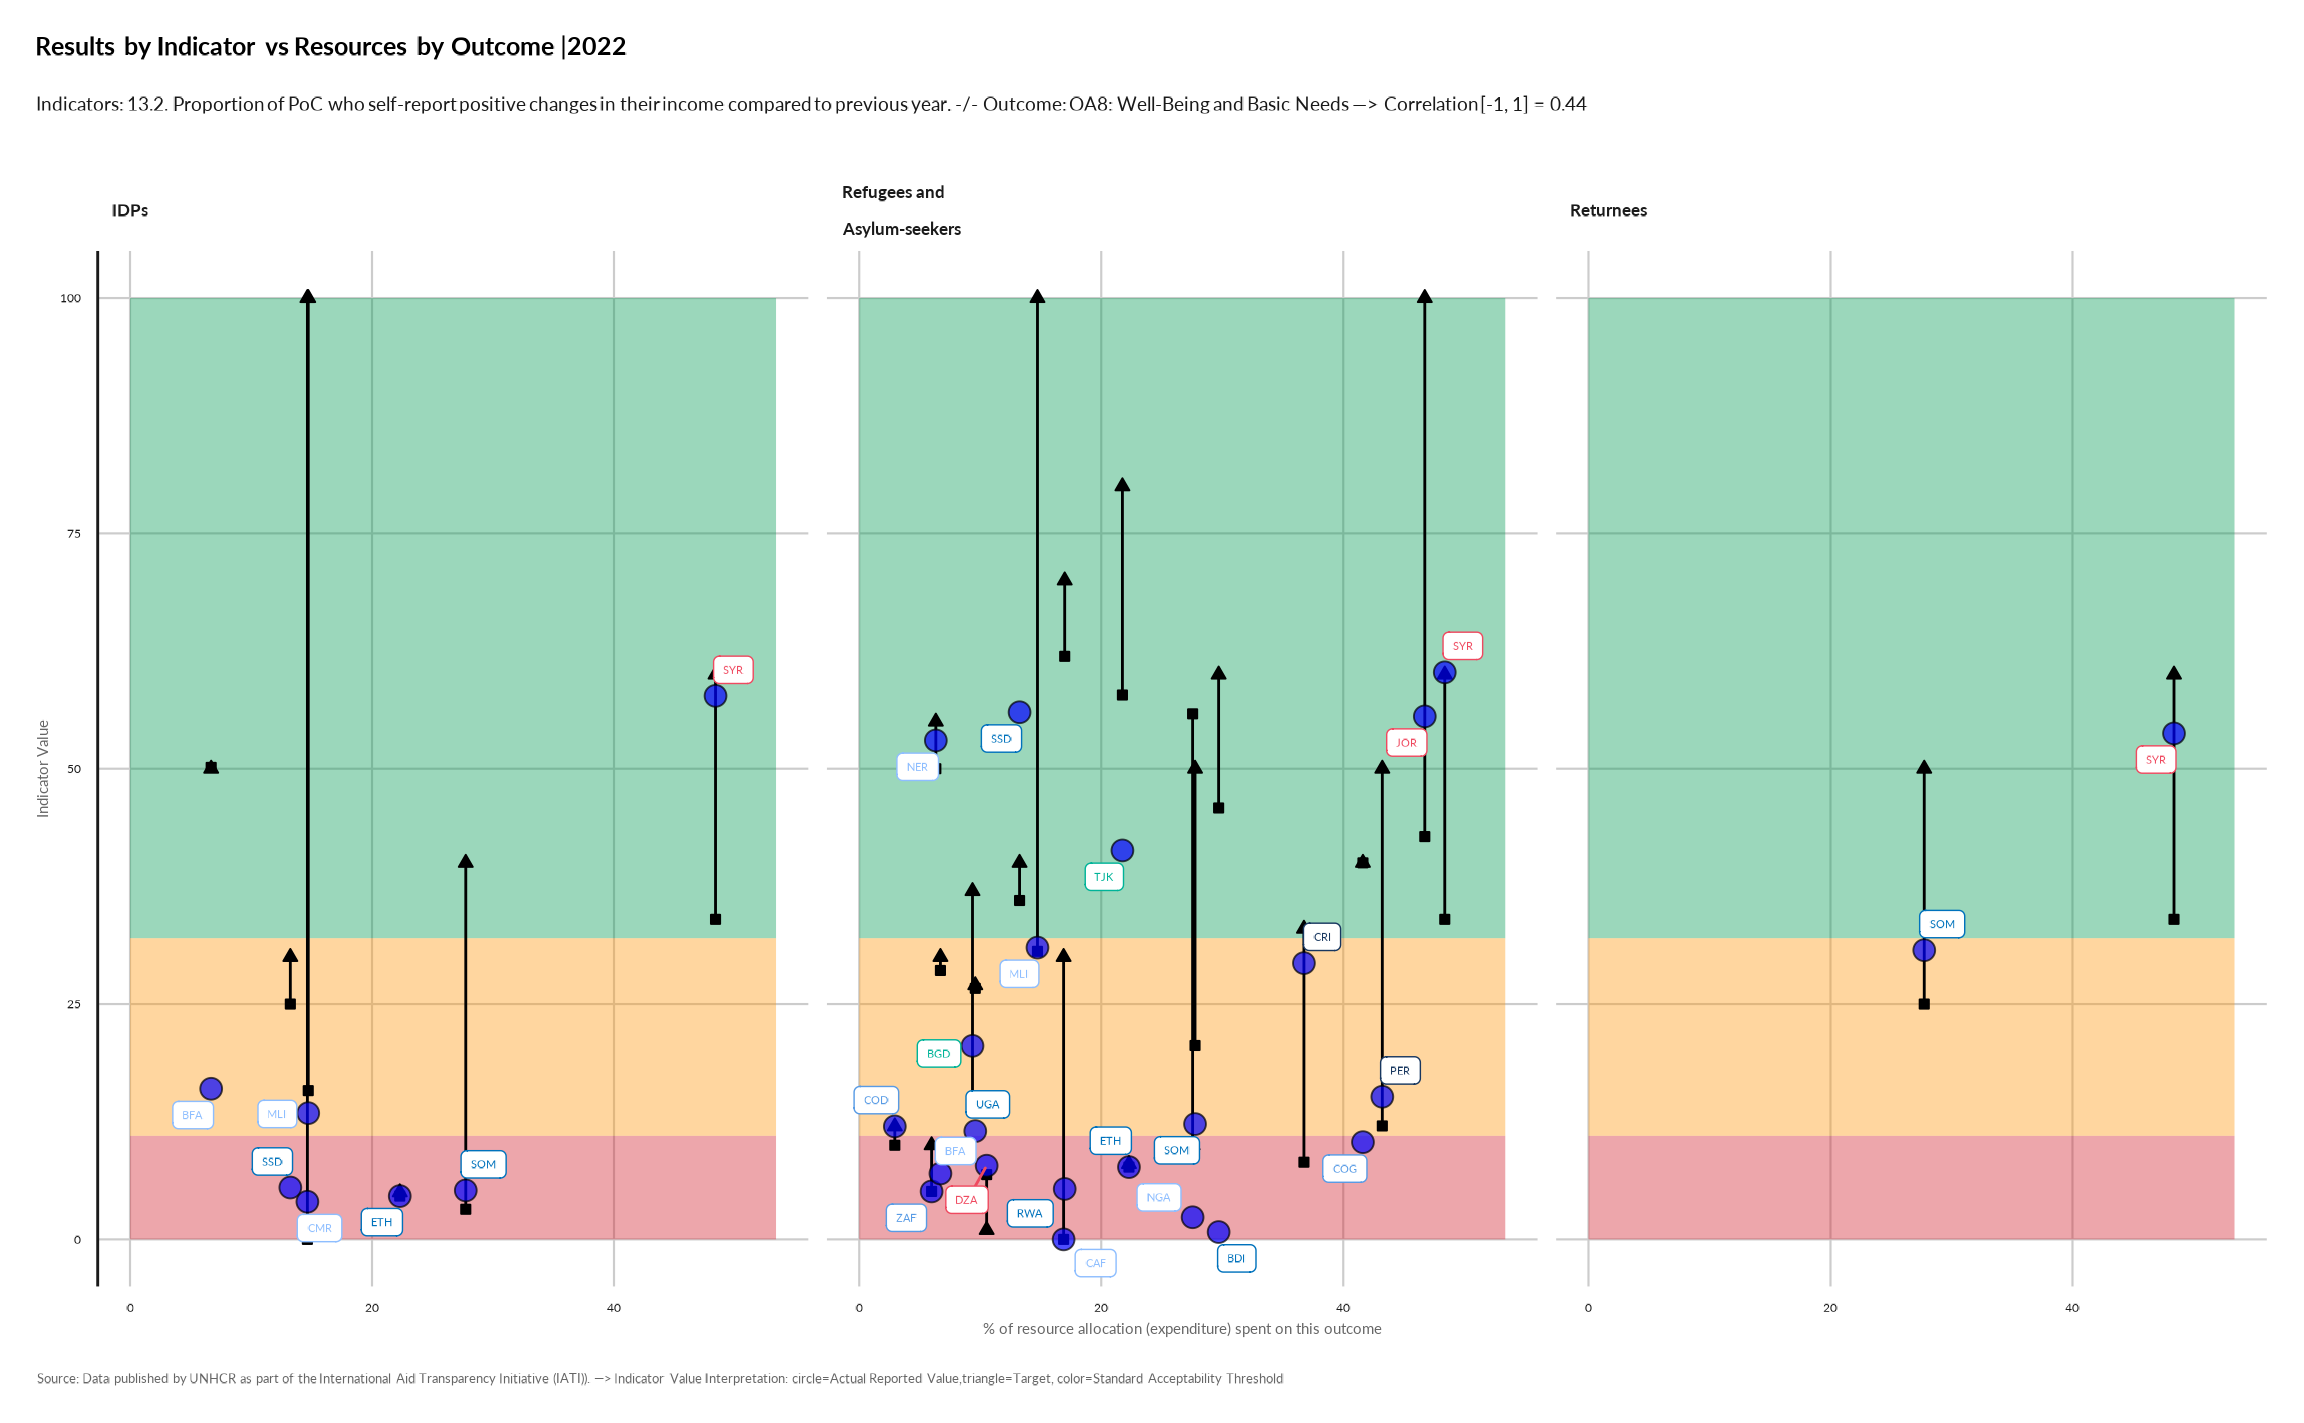 Results by Indicator vs Resources by Outcome |2022
Indicators: 13.2. Proportion of PoC who self-report positive changes in their income compared to previous year. -/- Outcome: OA8: Well-Being and Basic Needs —> Correlation [-1, 1] = 0.44
IDPs
Refugees and
Asylum-seekers
Returnees
Indicator Value
100
75
50
25
0
SYR
BFA
MLI
SSD
SOM
ETH
CMR
SYR
SSD
JOR
NER
TJK
CRI
MLI
BGD
PER
COD
UGA
ETH
SOM
BFA
COG
NGA
DZA
RWA
ZAF
BDI
CAF
SYR
SOM
0
20
40
0
20
40
0
20
40
% of resource allocation (expenditure) spent on this outcome
Source: Data published by UNHCR as part of the International Aid Transparency Initiative (IATI)). —> Indicator Value Interpretation: circle=Actual Reported Value,triangle=Target, color=Standard Acceptability Threshold